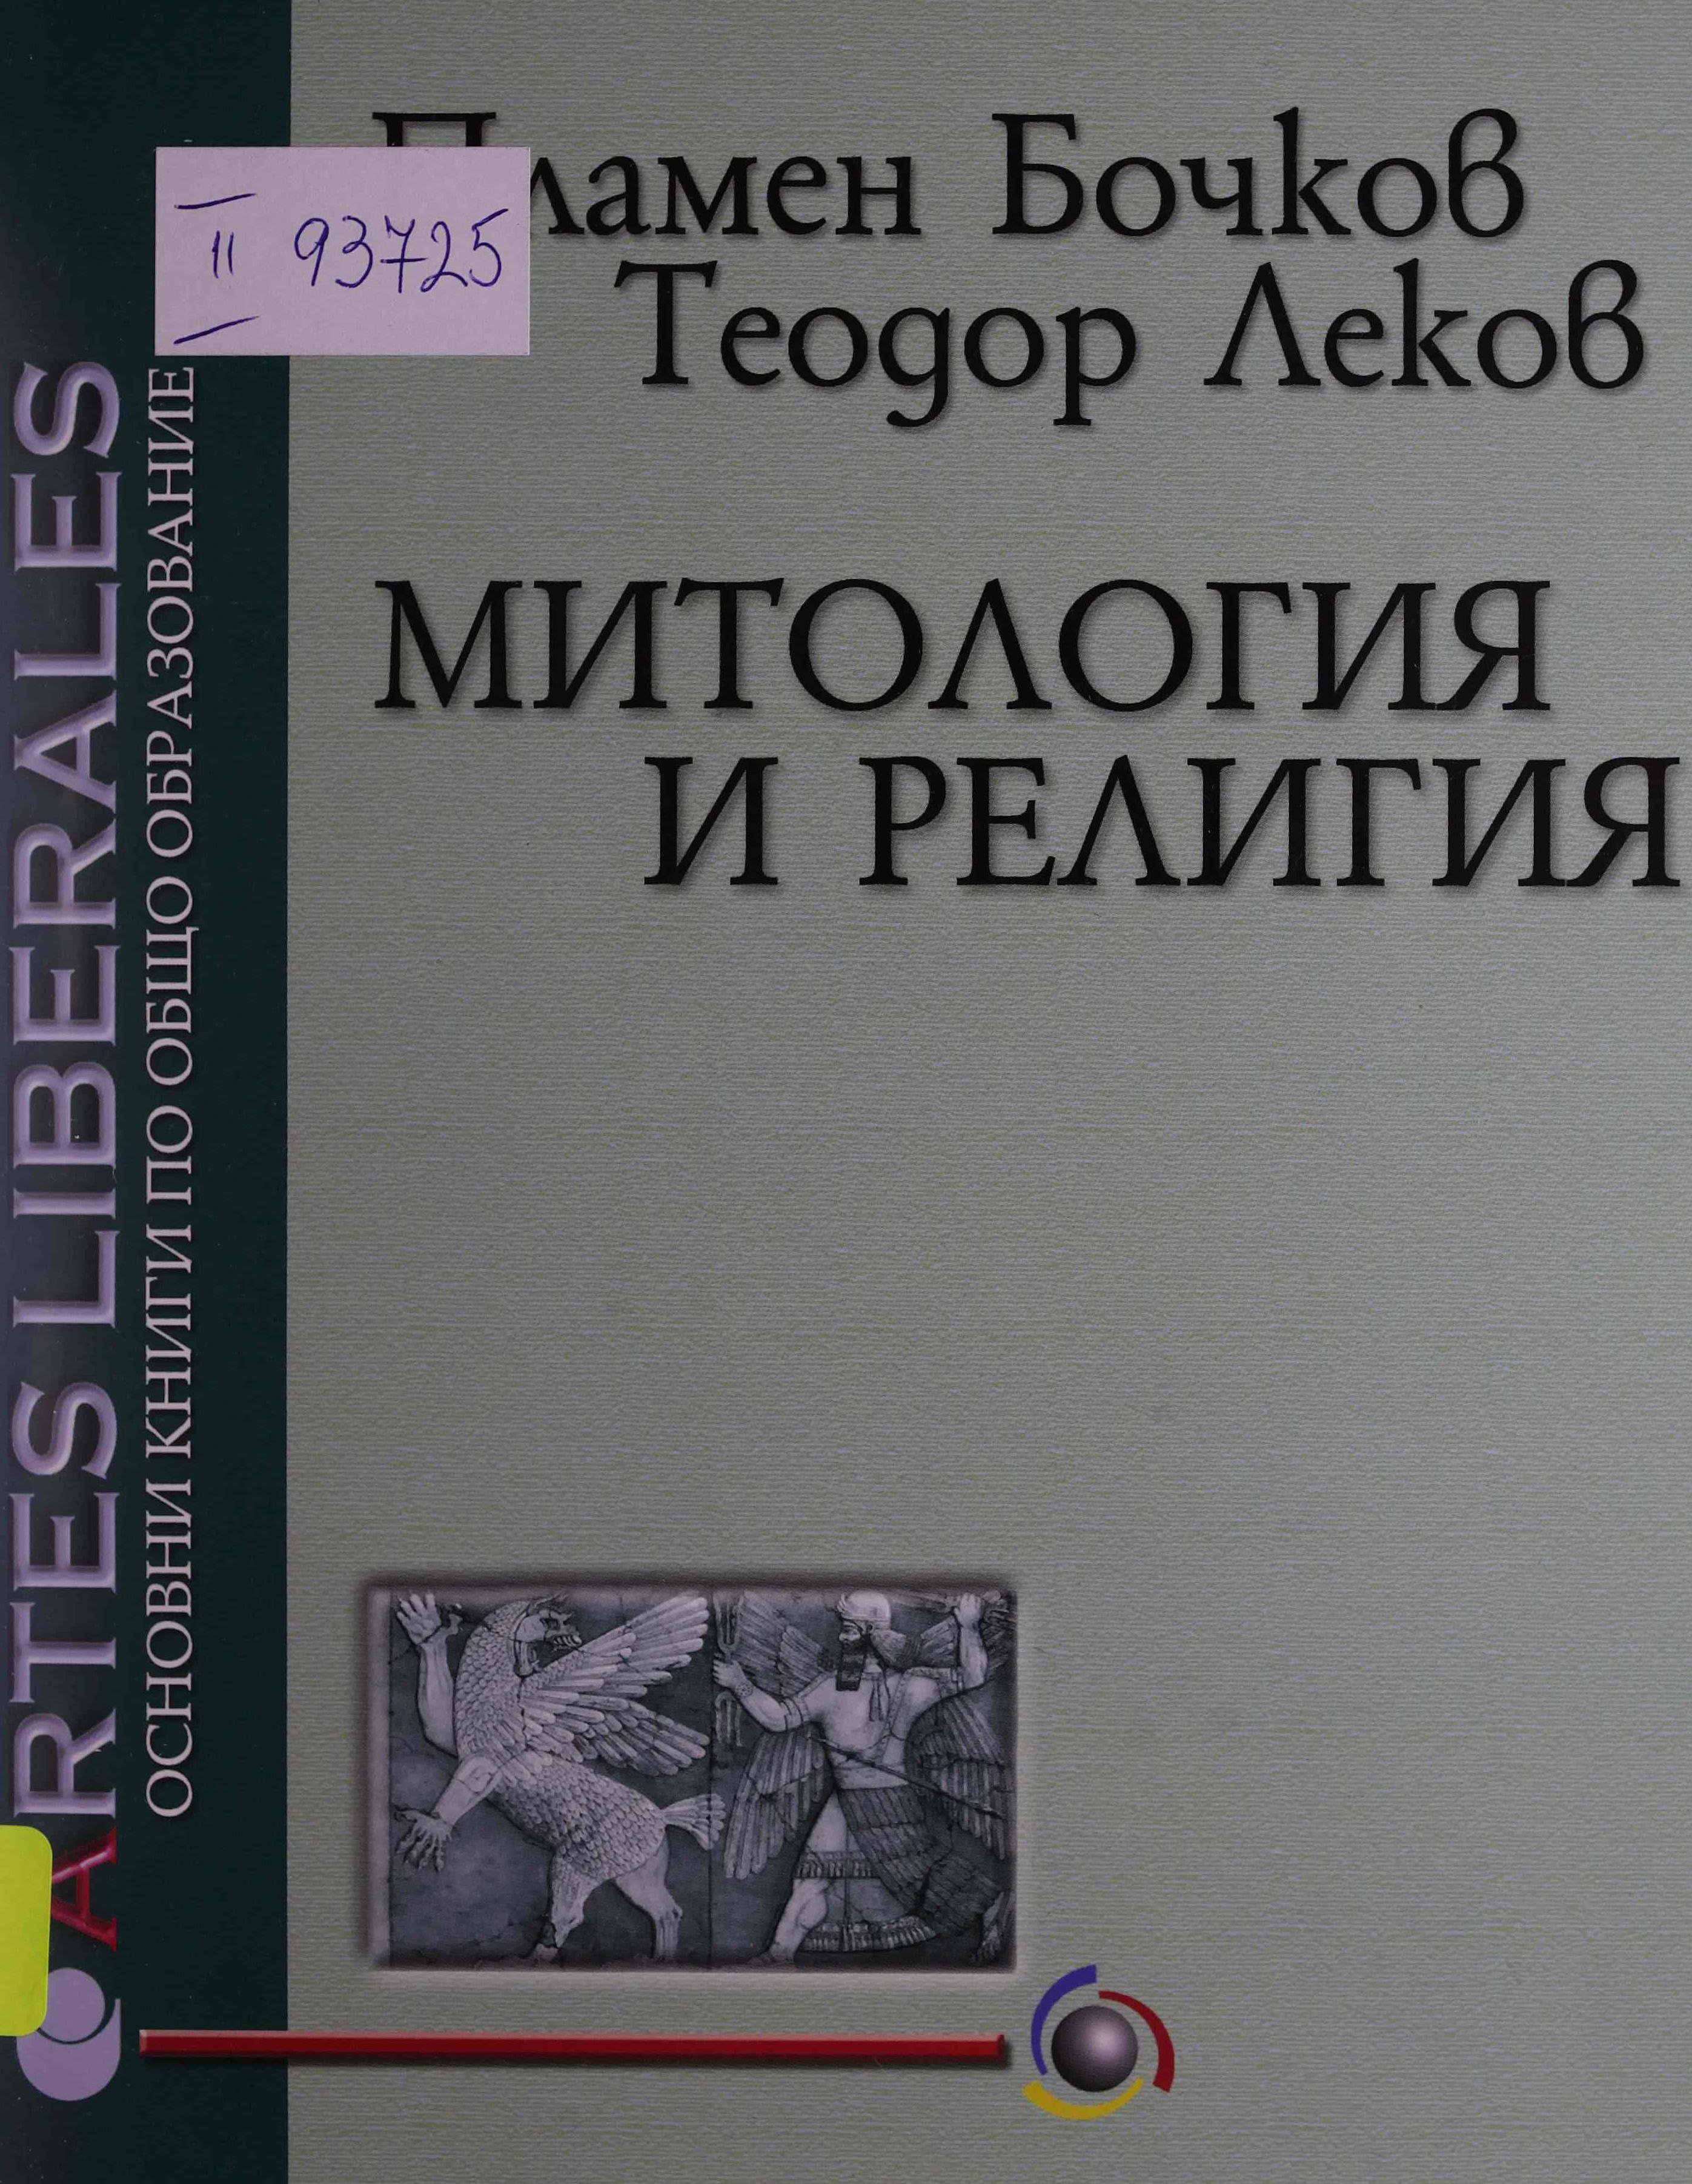 Пламен Бочков
Теодор Леков
II 93725
МИТОЛОГИЯ
И РЕЛИГИЯ
ARTES LIBERALES
ОСНОВНИ КНИГИ ПО ОБЩО ОБРАЗОВАНИЕ